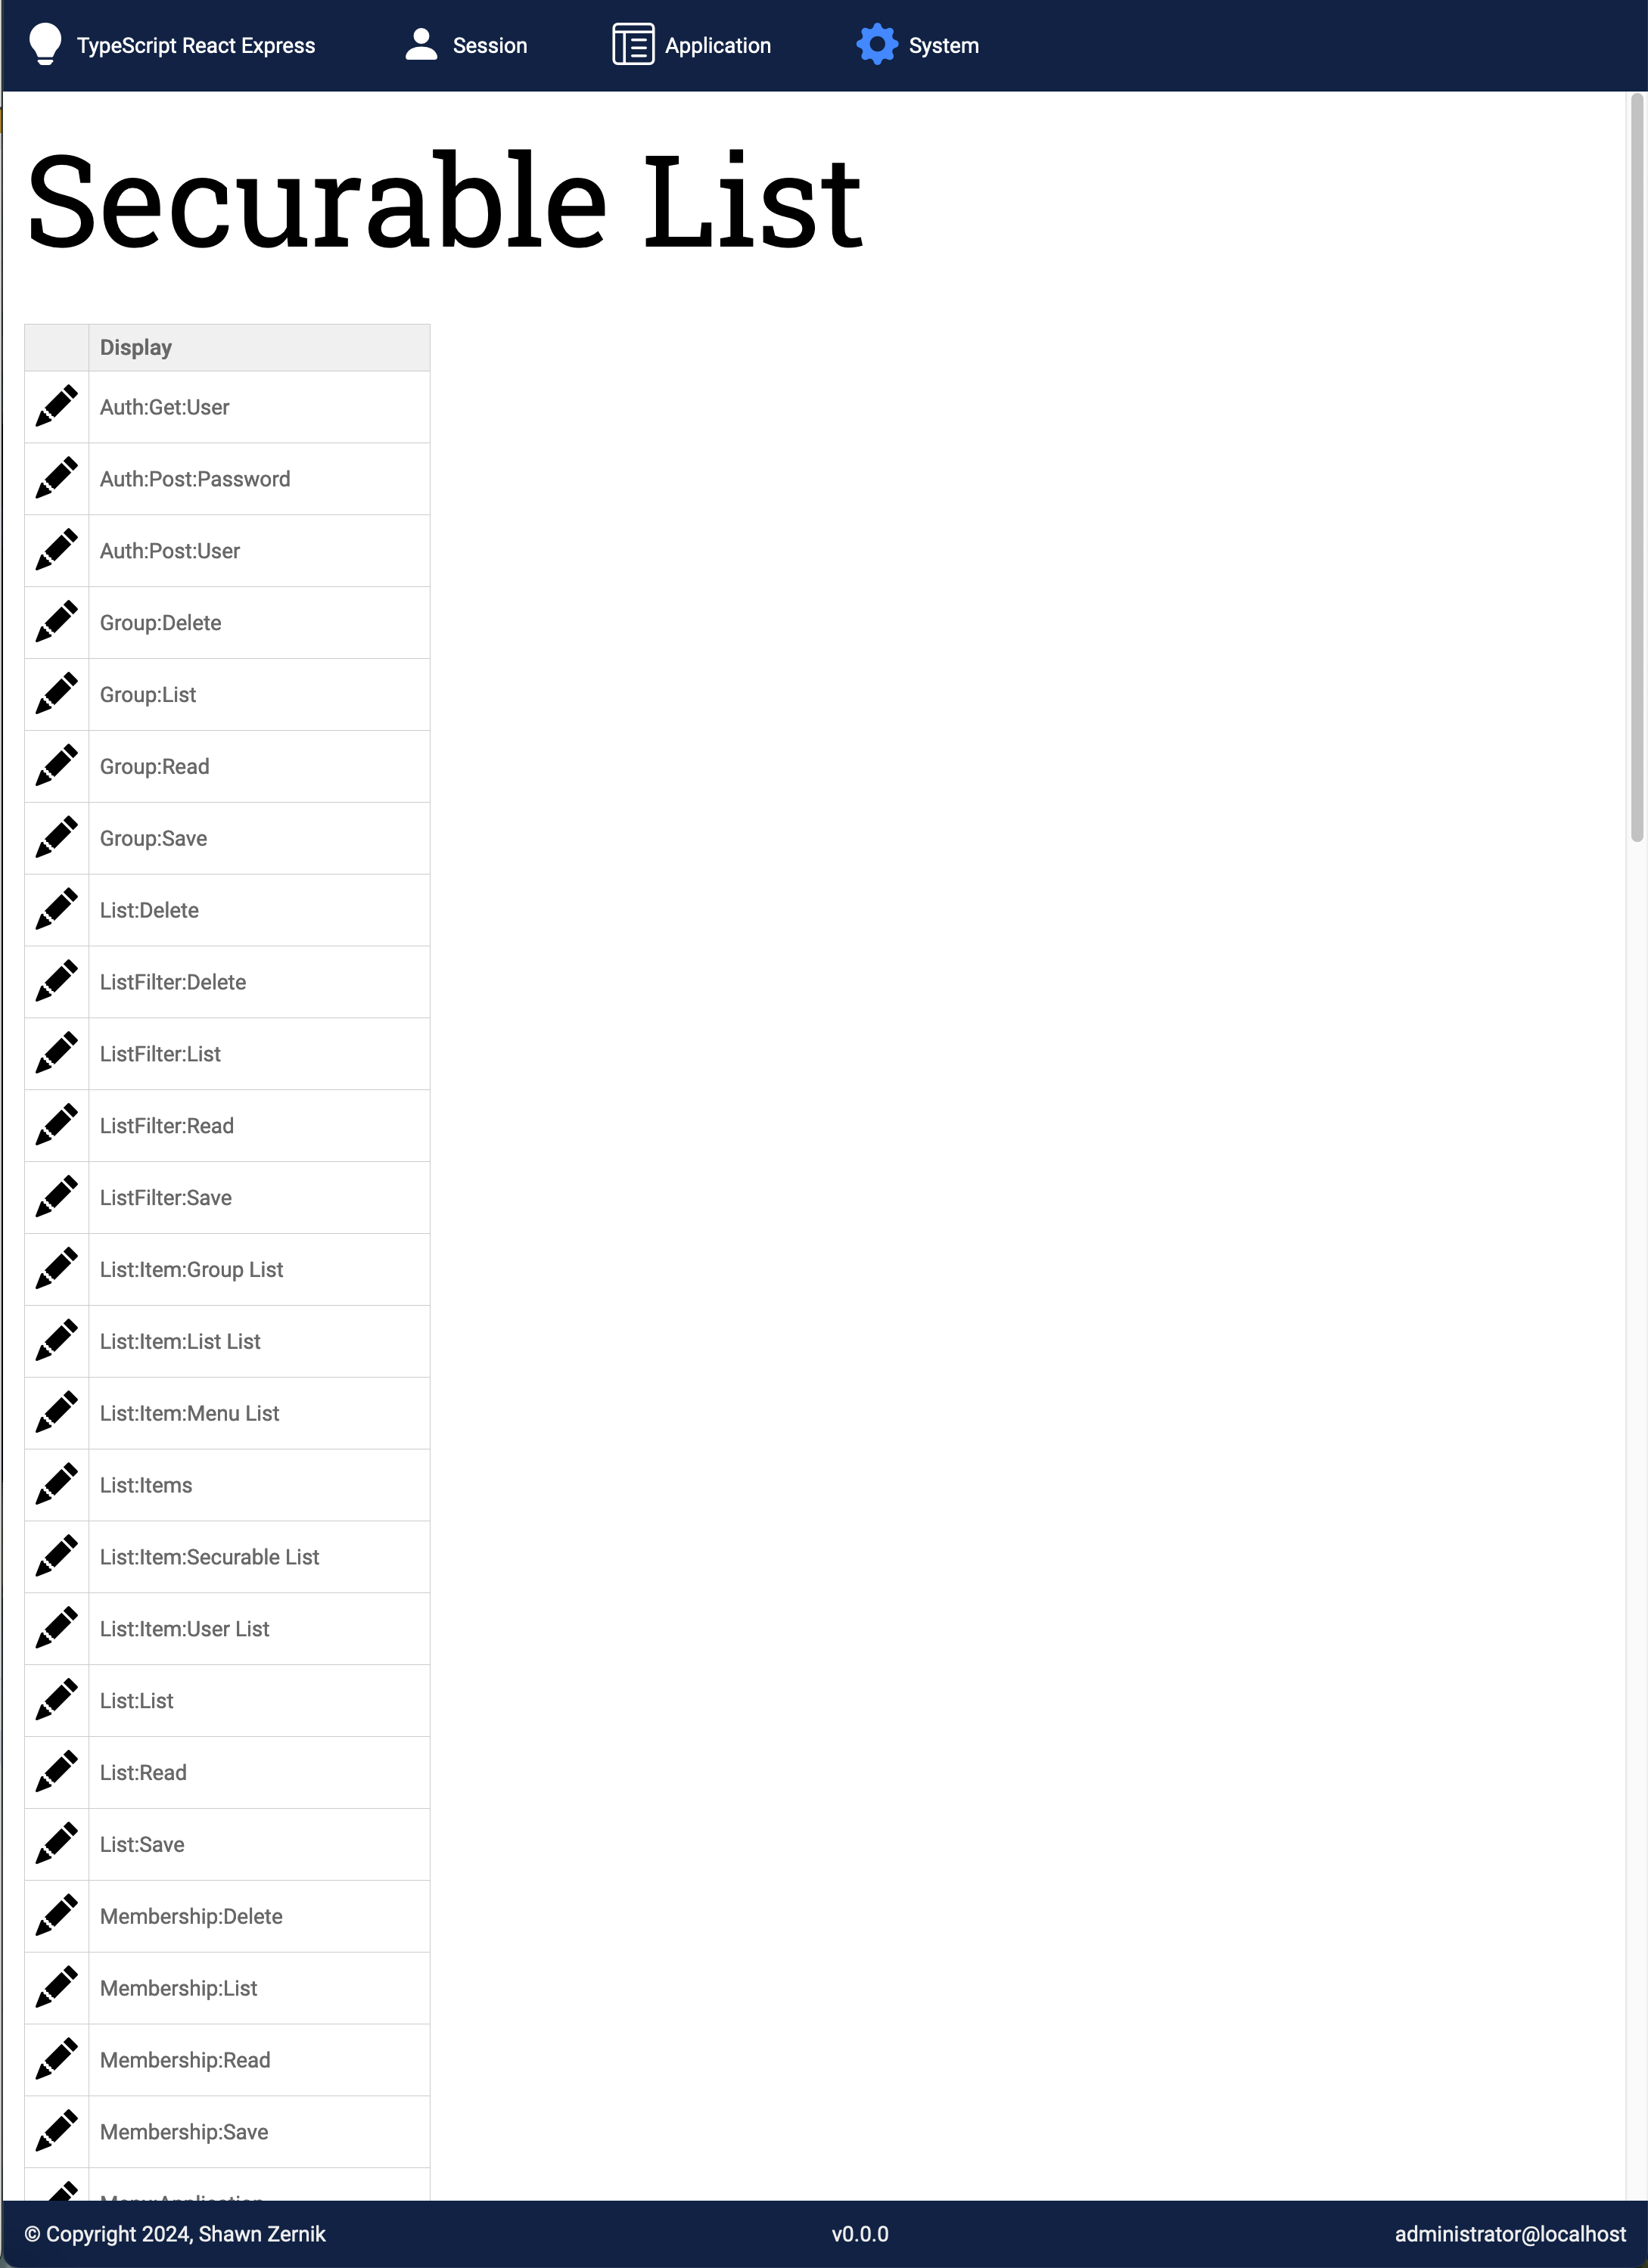 TypeScript React Express Session Application System
Securable List
Display
Auth:Get:User
Auth:Post:Password
Auth:Post:User
Group:Delete
Group:List
Group:Read
Group:Save
List:Delete
ListFilter:Delete
ListFilter:List
ListFilter:Read
ListFilter:Save
List:Item:Group List
List:Item:List List
List:Item:Menu List
List:Items
List:Item:Securable List
List:Item:User List
List:List
List:Read
List:Save
Membership:Delete
Membership:List
Membership:Read
Membership:Save
Menu:Application
© Copyright 2024, Shawn Zernik v0.0.0 administrator@localhost